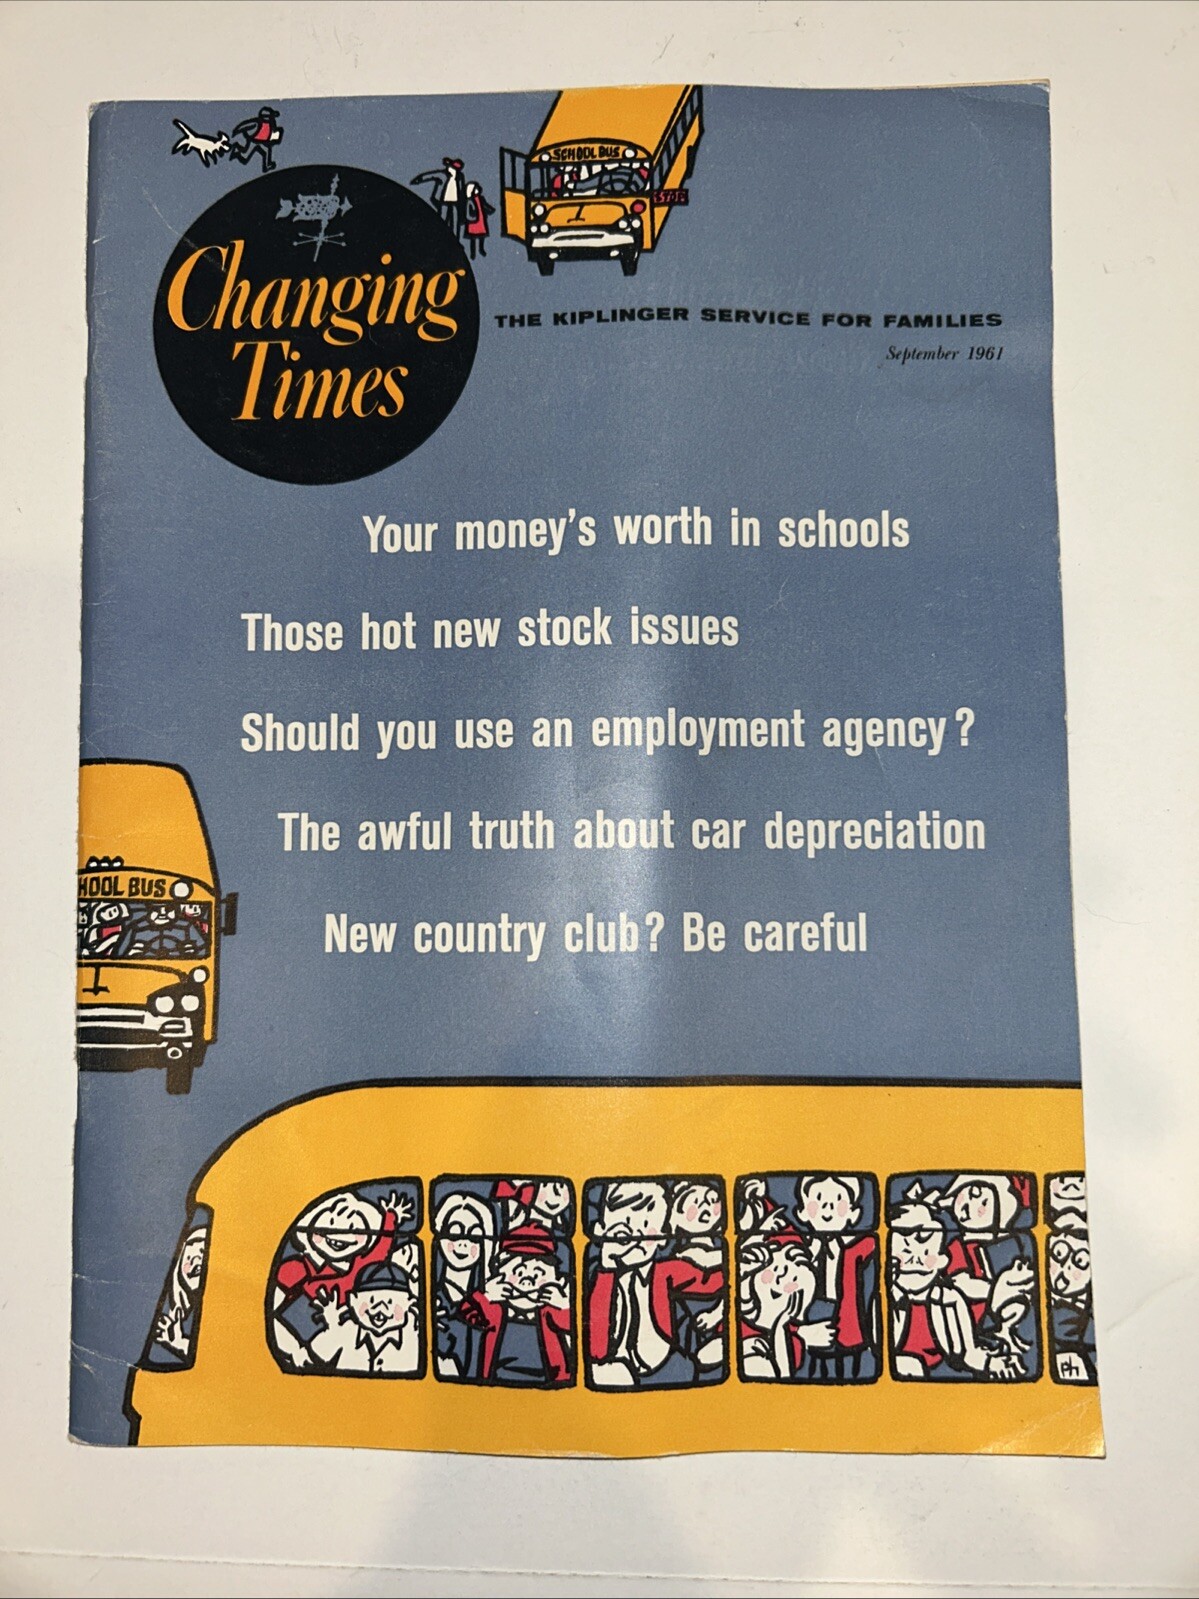 SCHOOL BUS
STOP
Changing
Times
THE KIPLINGER SERVICE FOR FAMILIES
September 1961
Your money's worth in schools
Those hot new stock issues
Should you use an employment agency?
The awful truth about car depreciation
New country club? Be careful
HOOL BUS
ph